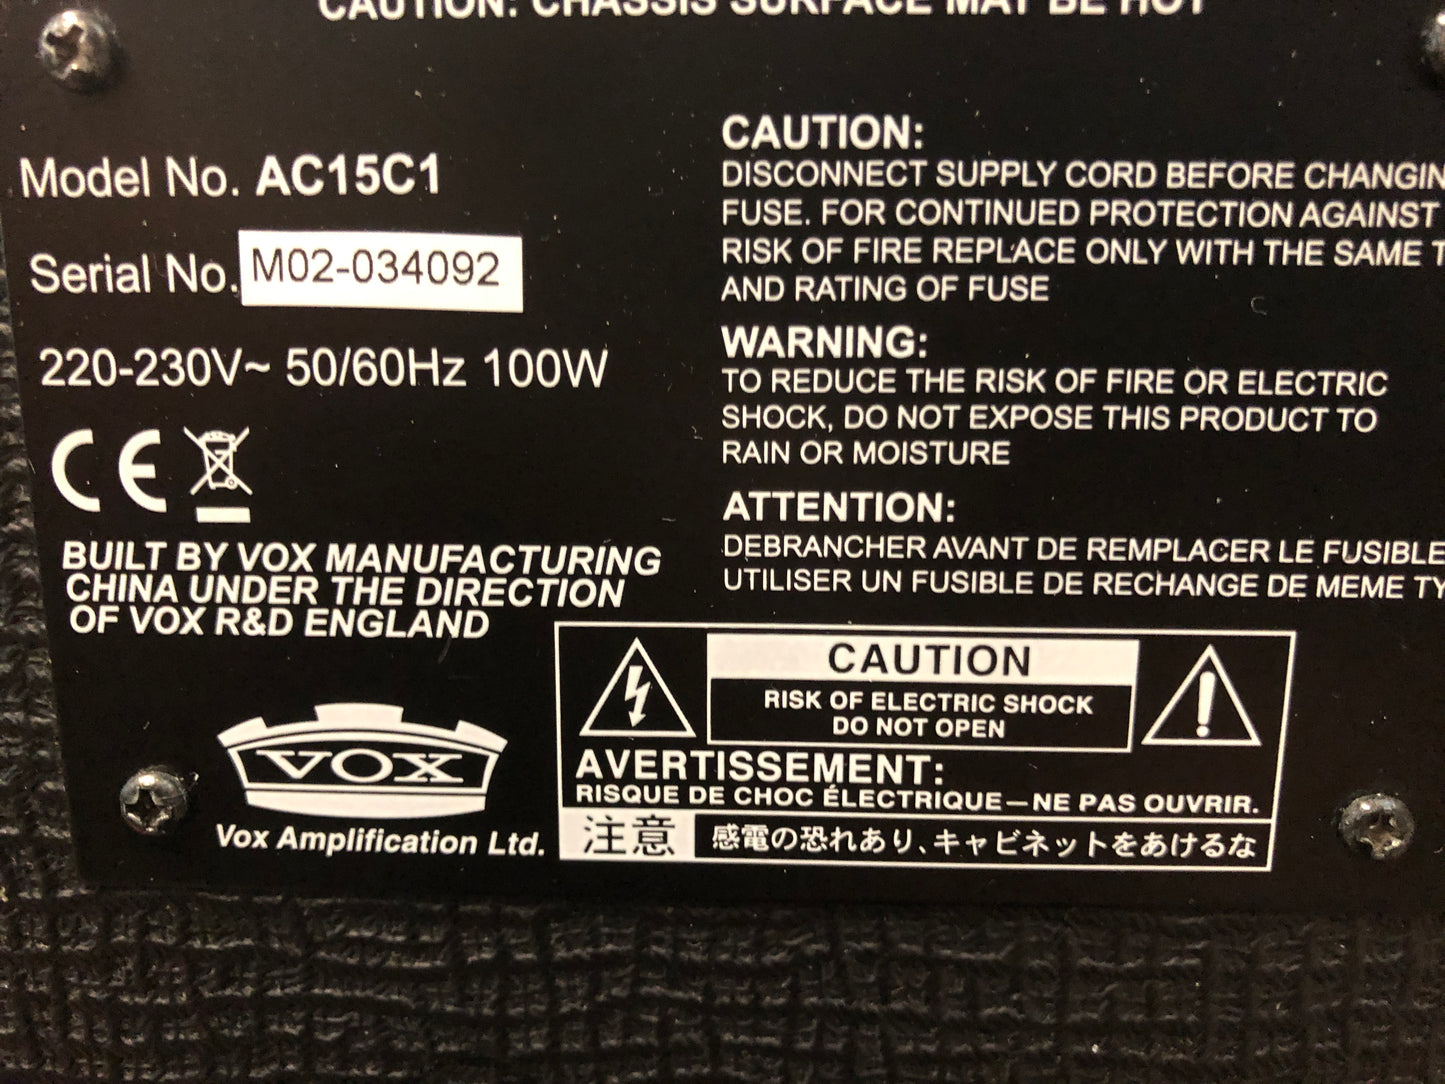 CAUTION: CHASSIS SURFACE MAY BE HOT
Model No. AC15C1
Serial No. M02-034092
220-230V~ 50/60Hz 100W
CE
BUILT BY VOX MANUFACTURING
CHINA UNDER THE DIRECTION
OF VOX R&D ENGLAND
VOX
Vox Amplification Ltd.
CAUTION:
DISCONNECT SUPPLY CORD BEFORE CHANGIN
FUSE. FOR CONTINUED PROTECTION AGAINST
RISK OF FIRE REPLACE ONLY WITH THE SAME T
AND RATING OF FUSE
WARNING:
TO REDUCE THE RISK OF FIRE OR ELECTRIC
SHOCK, DO NOT EXPOSE THIS PRODUCT TO
RAIN OR MOISTURE
ATTENTION:
DEBRANCHER AVANT DE REMPLACER LE FUSIBLE
UTILISER UN FUSIBLE DE RECHANGE DE MEME TY
CAUTION
RISK OF ELECTRIC SHOCK
DO NOT OPEN
AVERTISSEMENT:
RISQUE DE CHOC ÉLECTRIQUE—NE PAS OUVRIR.
注意 感電の恐れあり、キャビネットをあけるな